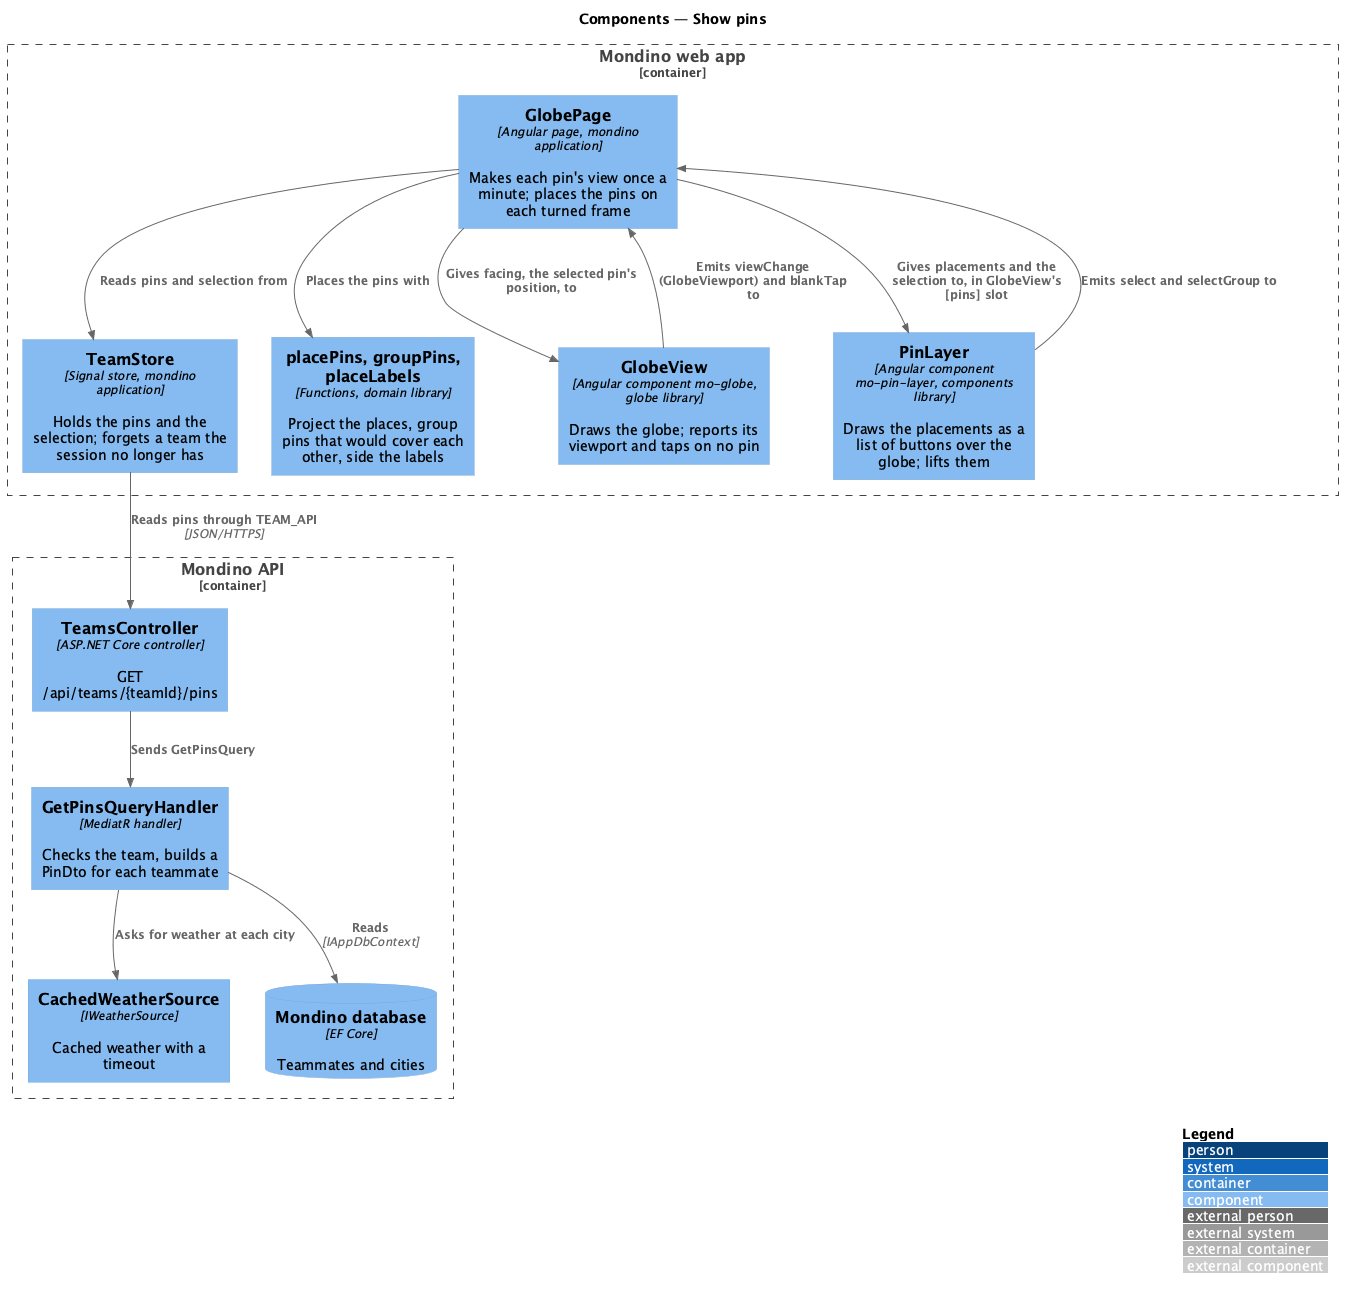 Components — Show pins
Mondino web app
[container]
GlobePage
[Angular page, mondino
application]
Makes each pin's view once a
minute; places the pins on
each turned frame
Reads pins and selection from
Places the pins with
Gives facing, the selected pin's
position, to
Emits viewChange
(GlobeViewport) and blankTap
to
Gives placements and the
selection to, in GlobeView's
[pins] slot
Emits select and selectGroup to
TeamStore
[Signal store, mondino
application]
Holds the pins and the
selection; forgets a team the
session no longer has
placePins, groupPins,
placeLabels
[Functions, domain library]
Project the places, group
pins that would cover each
other, side the labels
GlobeView
[Angular component mo-globe,
globe library]
Draws the globe; reports its
viewport and taps on no pin
PinLayer
[Angular component
mo-pin-layer, components
library]
Draws the placements as a
list of buttons over the
globe; lifts them
Reads pins through TEAM_API
[JSON/HTTPS]
Mondino API
[container]
TeamsController
[ASP.NET Core controller]
GET
/api/teams/{teamId}/pins
Sends GetPinsQuery
GetPinsQueryHandler
[MediatR handler]
Checks the team, builds a
PinDto for each teammate
Asks for weather at each city
Reads
[IAppDbContext]
CachedWeatherSource
[IWeatherSource]
Cached weather with a
timeout
Mondino database
[EF Core]
Teammates and cities
Legend
person
system
container
component
external person
external system
external container
external component